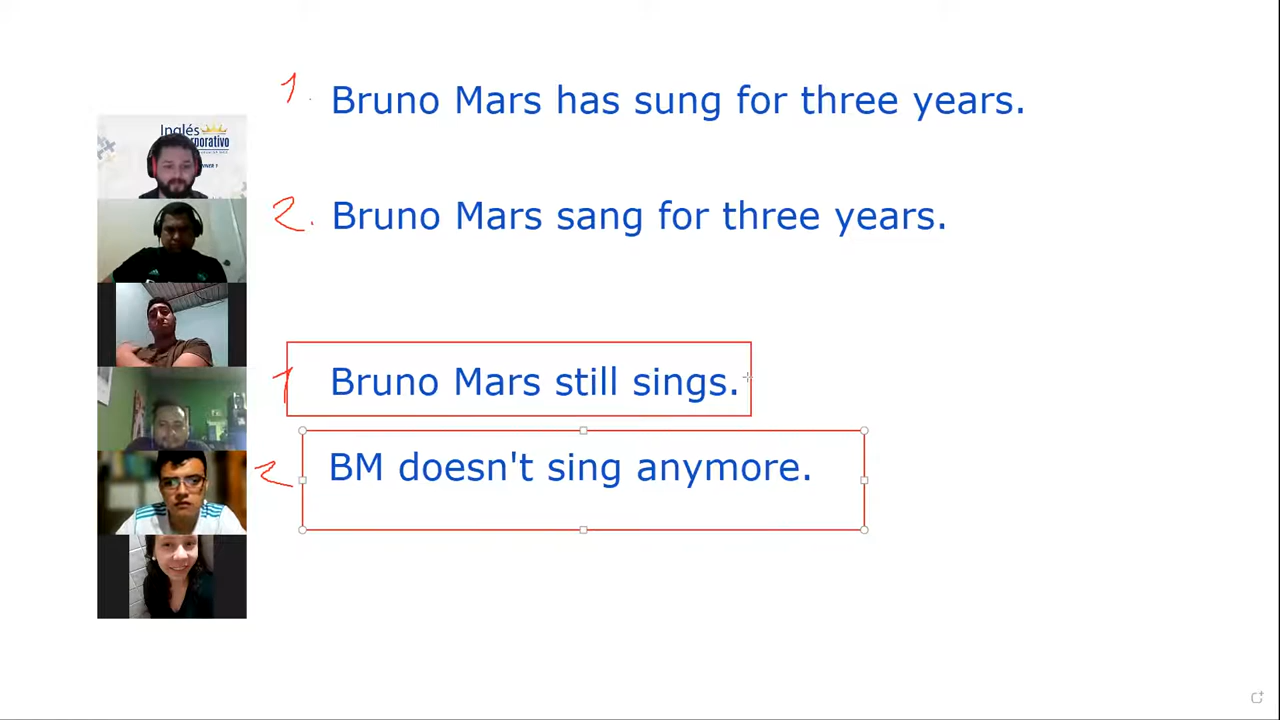 1. Bruno Mars has sung for three years.
Inglés
2. Bruno Mars sang for three years.
1 Bruno Mars still sings.
2 BM doesn't sing anymore.